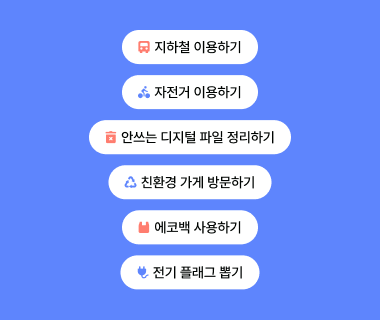 지하철 이용하기
자전거 이용하기
안쓰는 디지털 파일 정리하기
친환경 가게 방문하기
에코백 사용하기
전기 플래그 뽑기